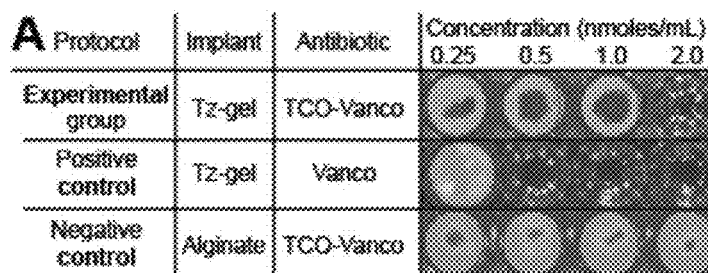 A Protocol Implant Antibiotic Concentration (nmoles/mL)
0.25 0.5 1.0 2.0
Experimental group Tz-gel TCO-Vanco
Positive control Tz-gel Vanco
Negative control Alginate TCO-Vanco